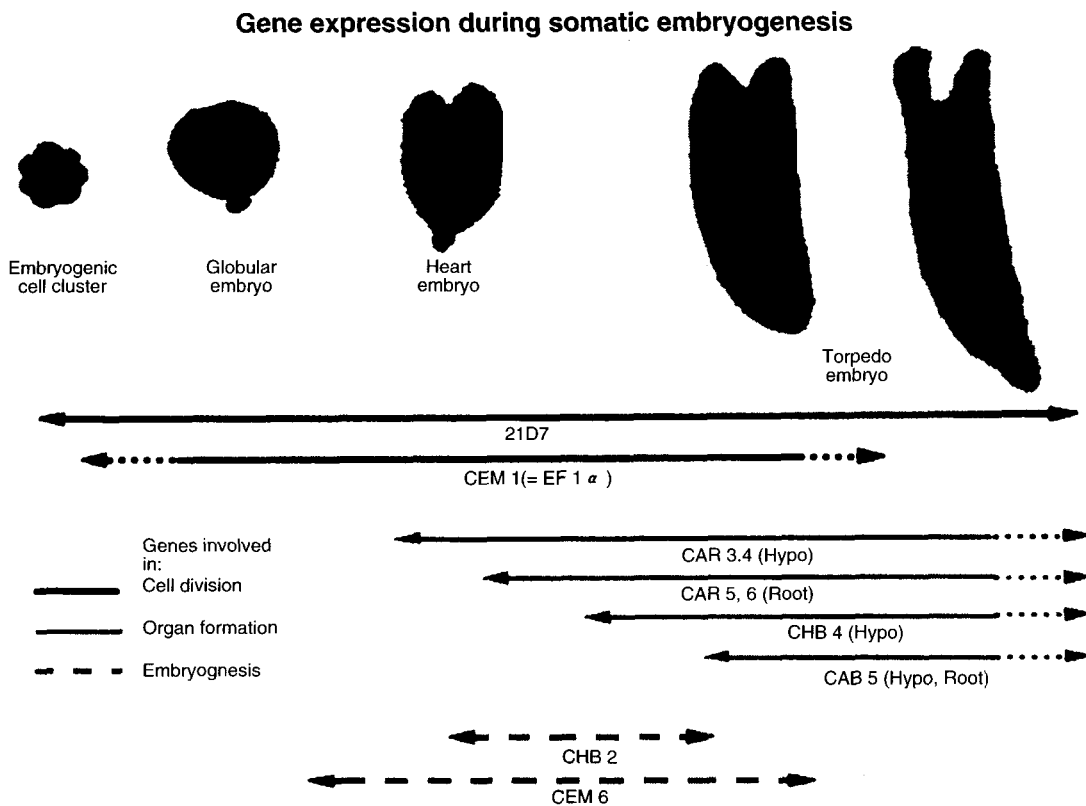 Gene expression during somatic embryogenesis
Embryogenic
cell cluster
Globular
embryo
Heart
embryo
Torpedo
embryo
21D7
CEM 1(= EF 1 α )
Genes involved
in:
Cell division
Organ formation
Embryognesis
CAR 3.4 (Hypo)
CAR 5, 6 (Root)
CHB 4 (Hypo)
CAB 5 (Hypo, Root)
CHB 2
CEM 6